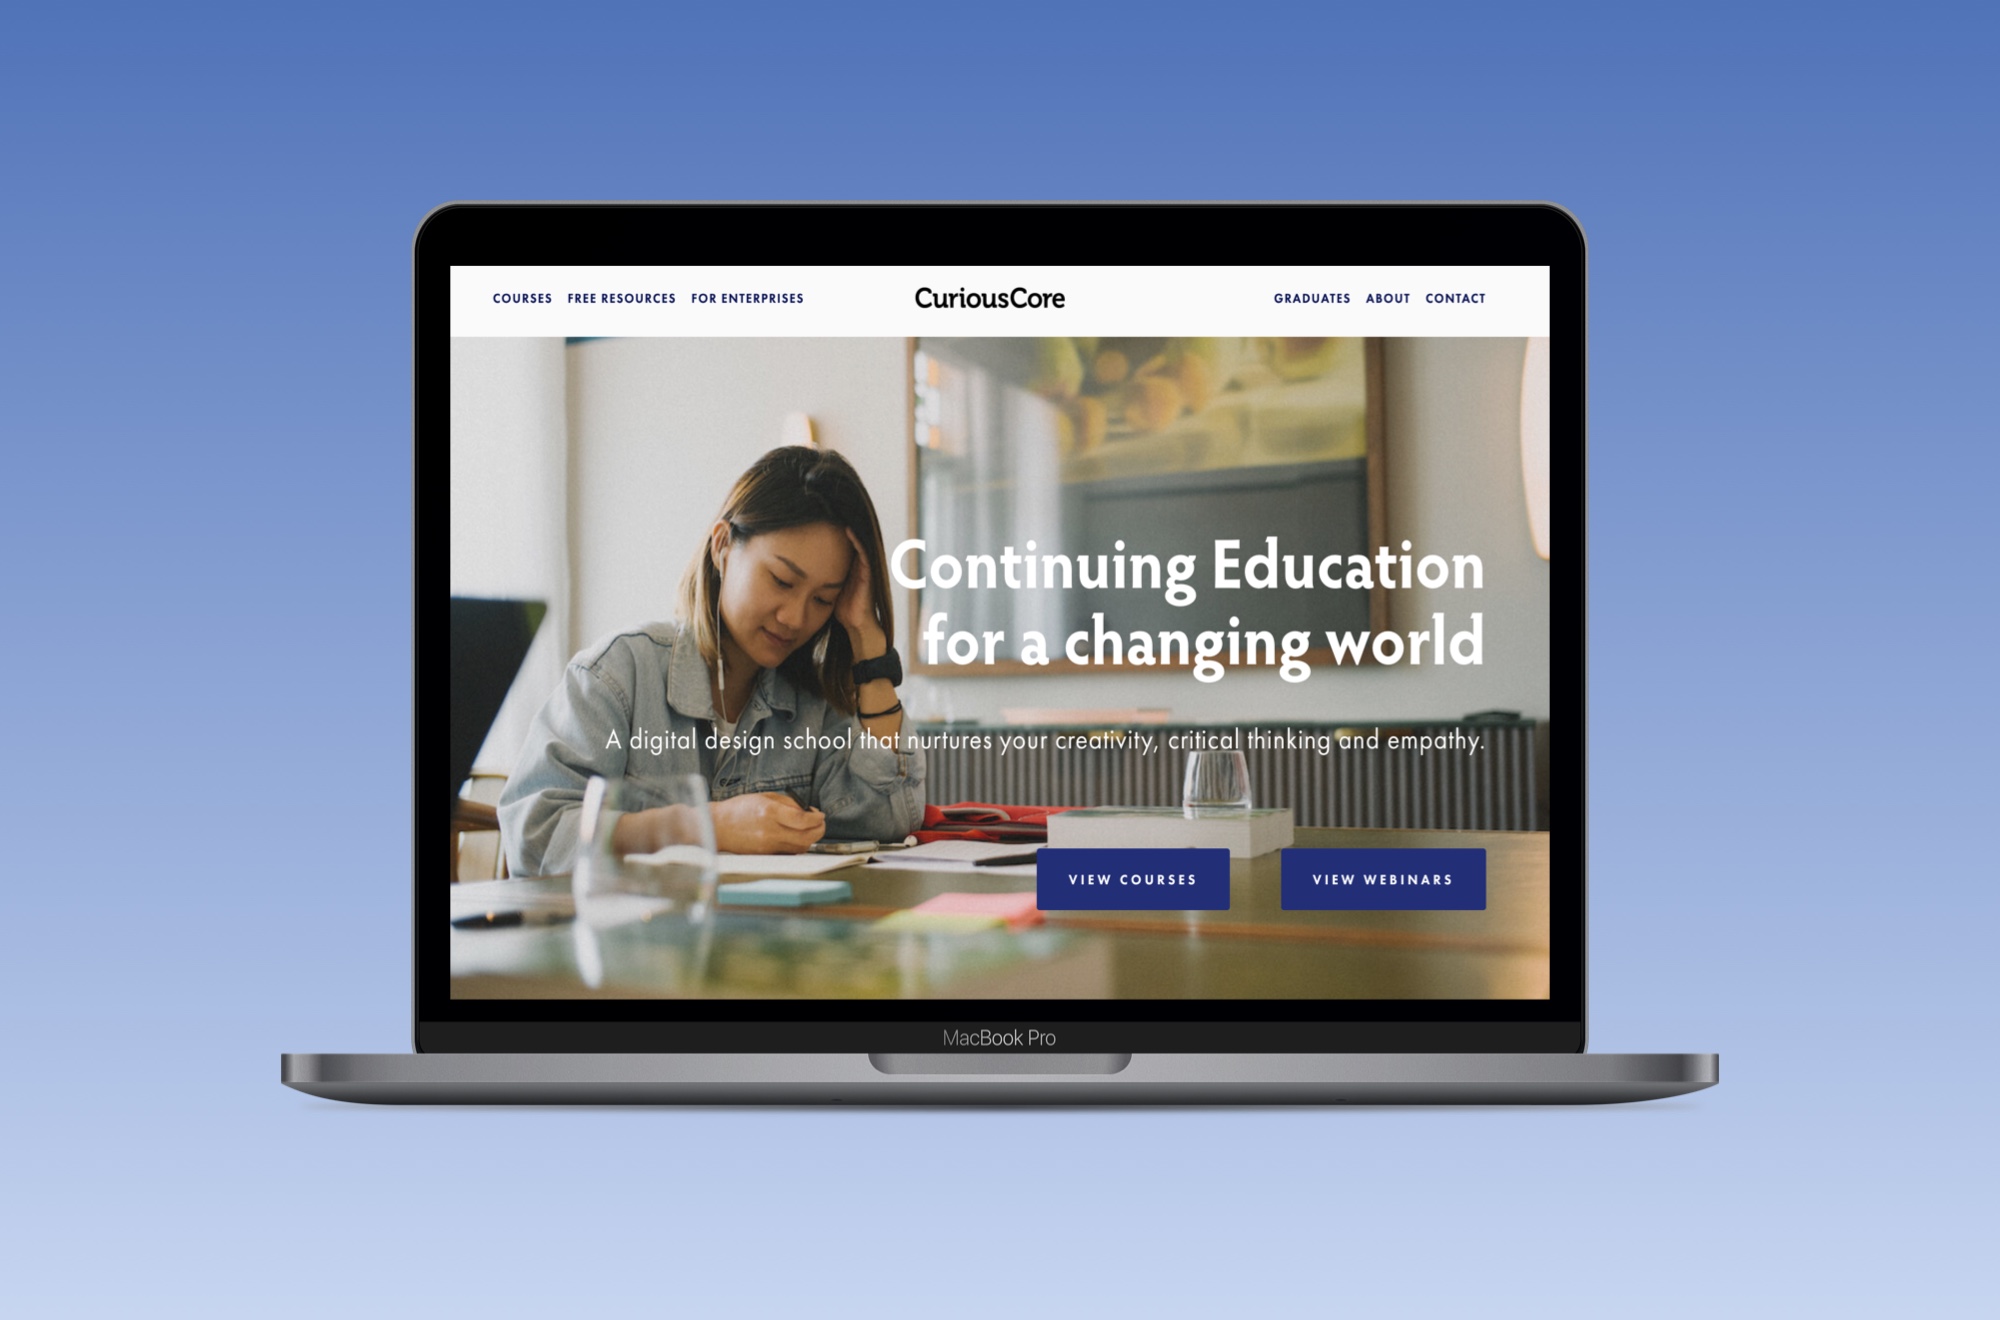 COURSES FREE RESOURCES FOR ENTERPRISES CuriousCore GRADUATES ABOUT CONTACT
Continuing Education
for a changing world
A digital design school that nurtures your creativity, critical thinking and empathy.
VIEW COURSES VIEW WEBINARS
MacBook Pro